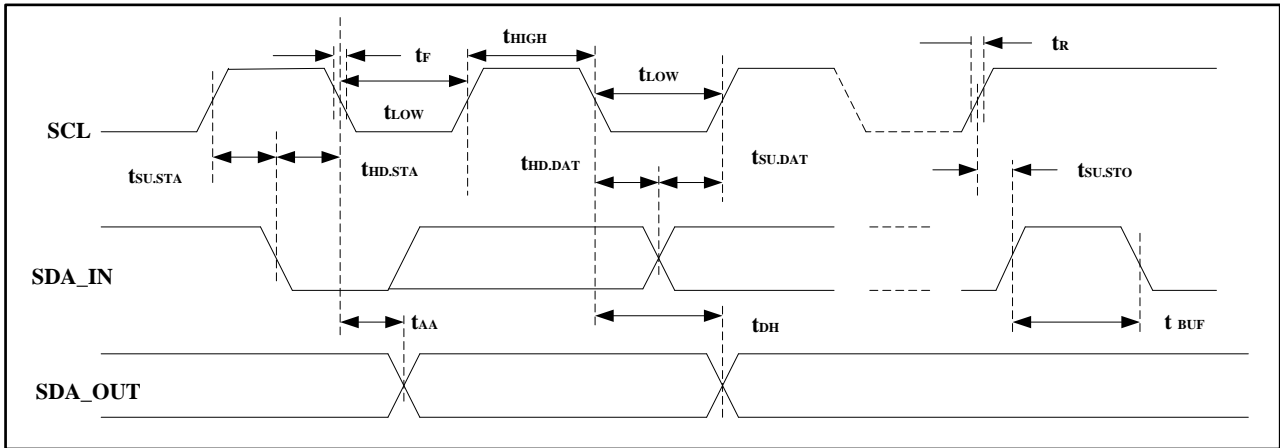 tF
tHIGH
tR
tLOW
tLOW
SCL
tSU.STA
tHD.STA
tHD.DAT
tSU.DAT
tSU.STO
SDA_IN
tAA
tDH
t BUF
SDA_OUT